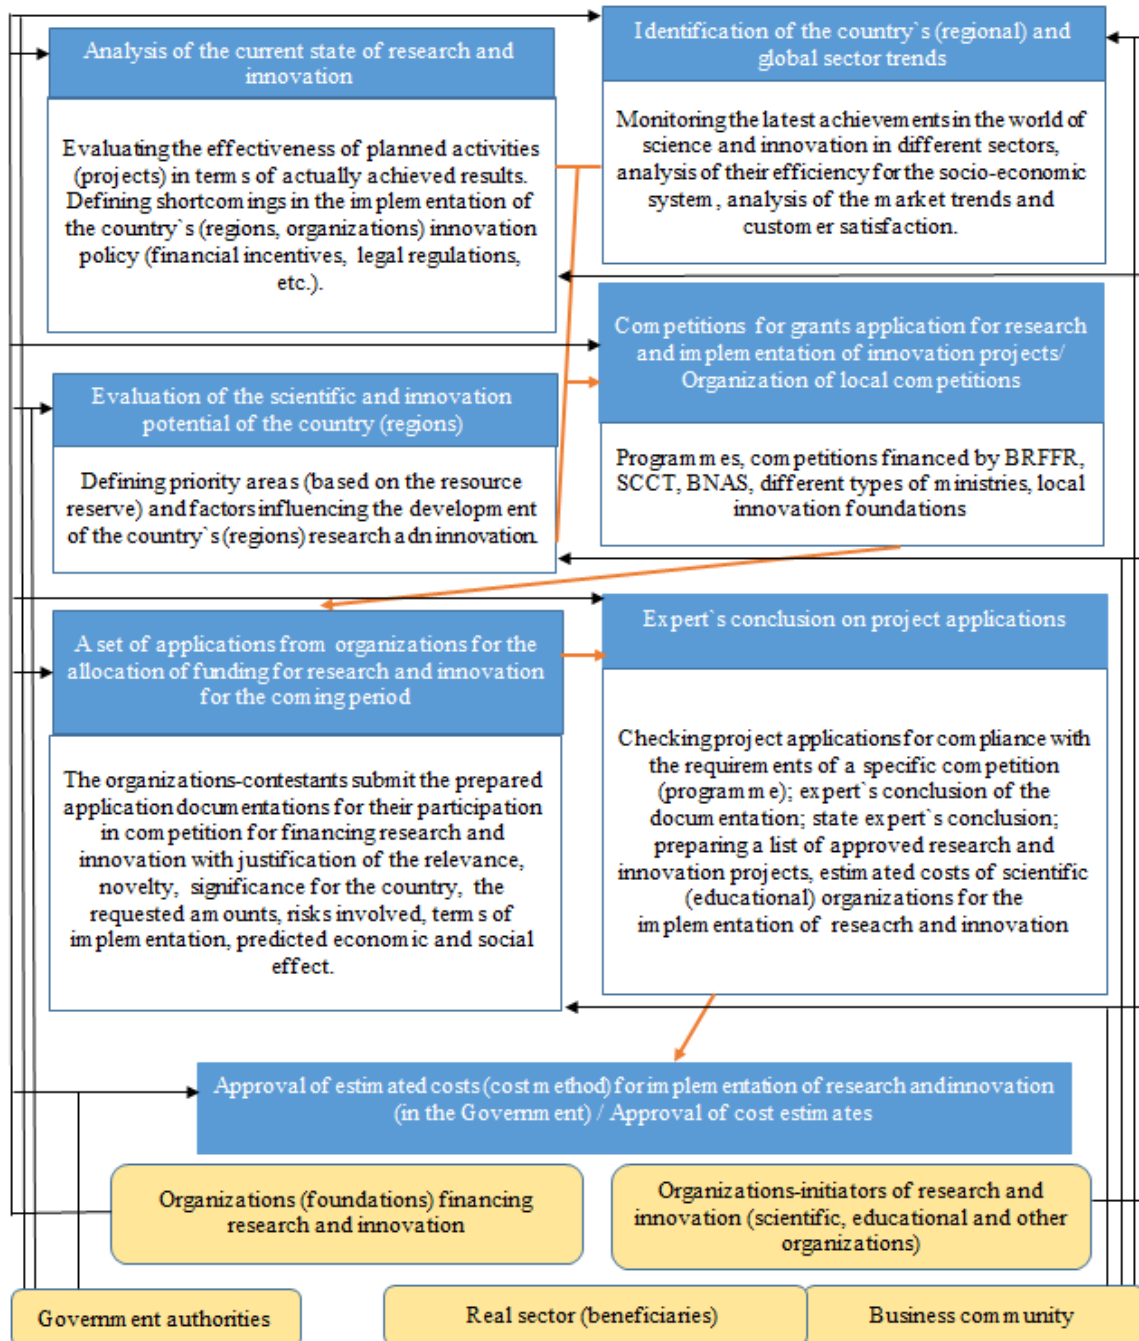 Analysis of the current state of research and
innovation
Evaluating the effectiveness of planned activities
(projects) in terms of actually achieved results.
Defining shortcomings in the implementation of
the country`s (regions, organizations) innovation
policy (financial incentives, legal regulations,
etc.).
Identification of the country`s (regional) and
global sector trends
Monitoring the latest achievements in the world of
science and innovation in different sectors,
analysis of their efficiency for the socio-economic
system, analysis of the market trends and
customer satisfaction.
Evaluation of the scientific and innovation
potential of the country (regions)
Defining priority areas (based on the resource
reserve) and factors influencing the development
of the country`s (regions) research adn innovation
Competitions for grants application for research
and implementation of innovation projects/
Organization of local competitions
Programmes, competitions financed by BRFFR,
SCCT, BNAS, different types of ministries, local
innovation foundations
A set of applications from organizations for the
allocation of funding for research and innovation
for the coming period
The organizations-contestants submit the prepared
application documentations for their participation
in competition for financing research and
innovation with justification of the relevance,
novelty, significance for the country, the
requested amounts, risks involved, terms of
implementation, predicted economic and social
effect.
Expert`s conclusion on project applications
Checking project applications for compliance with
the requirements of a specific competition
(programme); expert`s conclusion of the
documentation; state expert`s conclusion;
preparing a list of approved research and
innovation projects, estimated costs of scientific
(educational) organizations for the
implementation of reseacrh and innovation
Approval of estimated costs (cost method) for implementation of research andinnovation
(in the Government) / Approval of cost estimates
Organizations (foundations) financing
research and innovation
Organizations-initiators of research and
innovation (scientific, educational and other
organizations)
Government authorities
Real sector (beneficiaries)
Business community